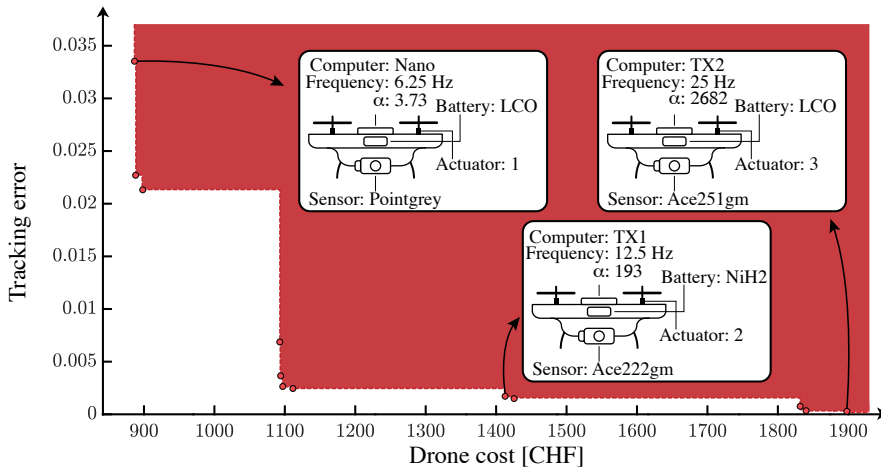 0.035
0.03
0.025
0.02
0.015
0.01
0.005
0
Tracking error
900
1000
1100
1200
1300
1400
1500
1600
1700
1800
1900
Drone cost [CHF]
Computer: Nano
Frequency: 6.25 Hz
α: 3.73
Battery: LCO
Actuator: 1
Sensor: Pointgrey
Computer: TX2
Frequency: 25 Hz
α: 2682
Battery: LCO
Actuator: 3
Sensor: Ace251gm
Computer: TX1
Frequency: 12.5 Hz
α: 193
Battery: NiH2
Actuator: 2
Sensor: Ace222gm